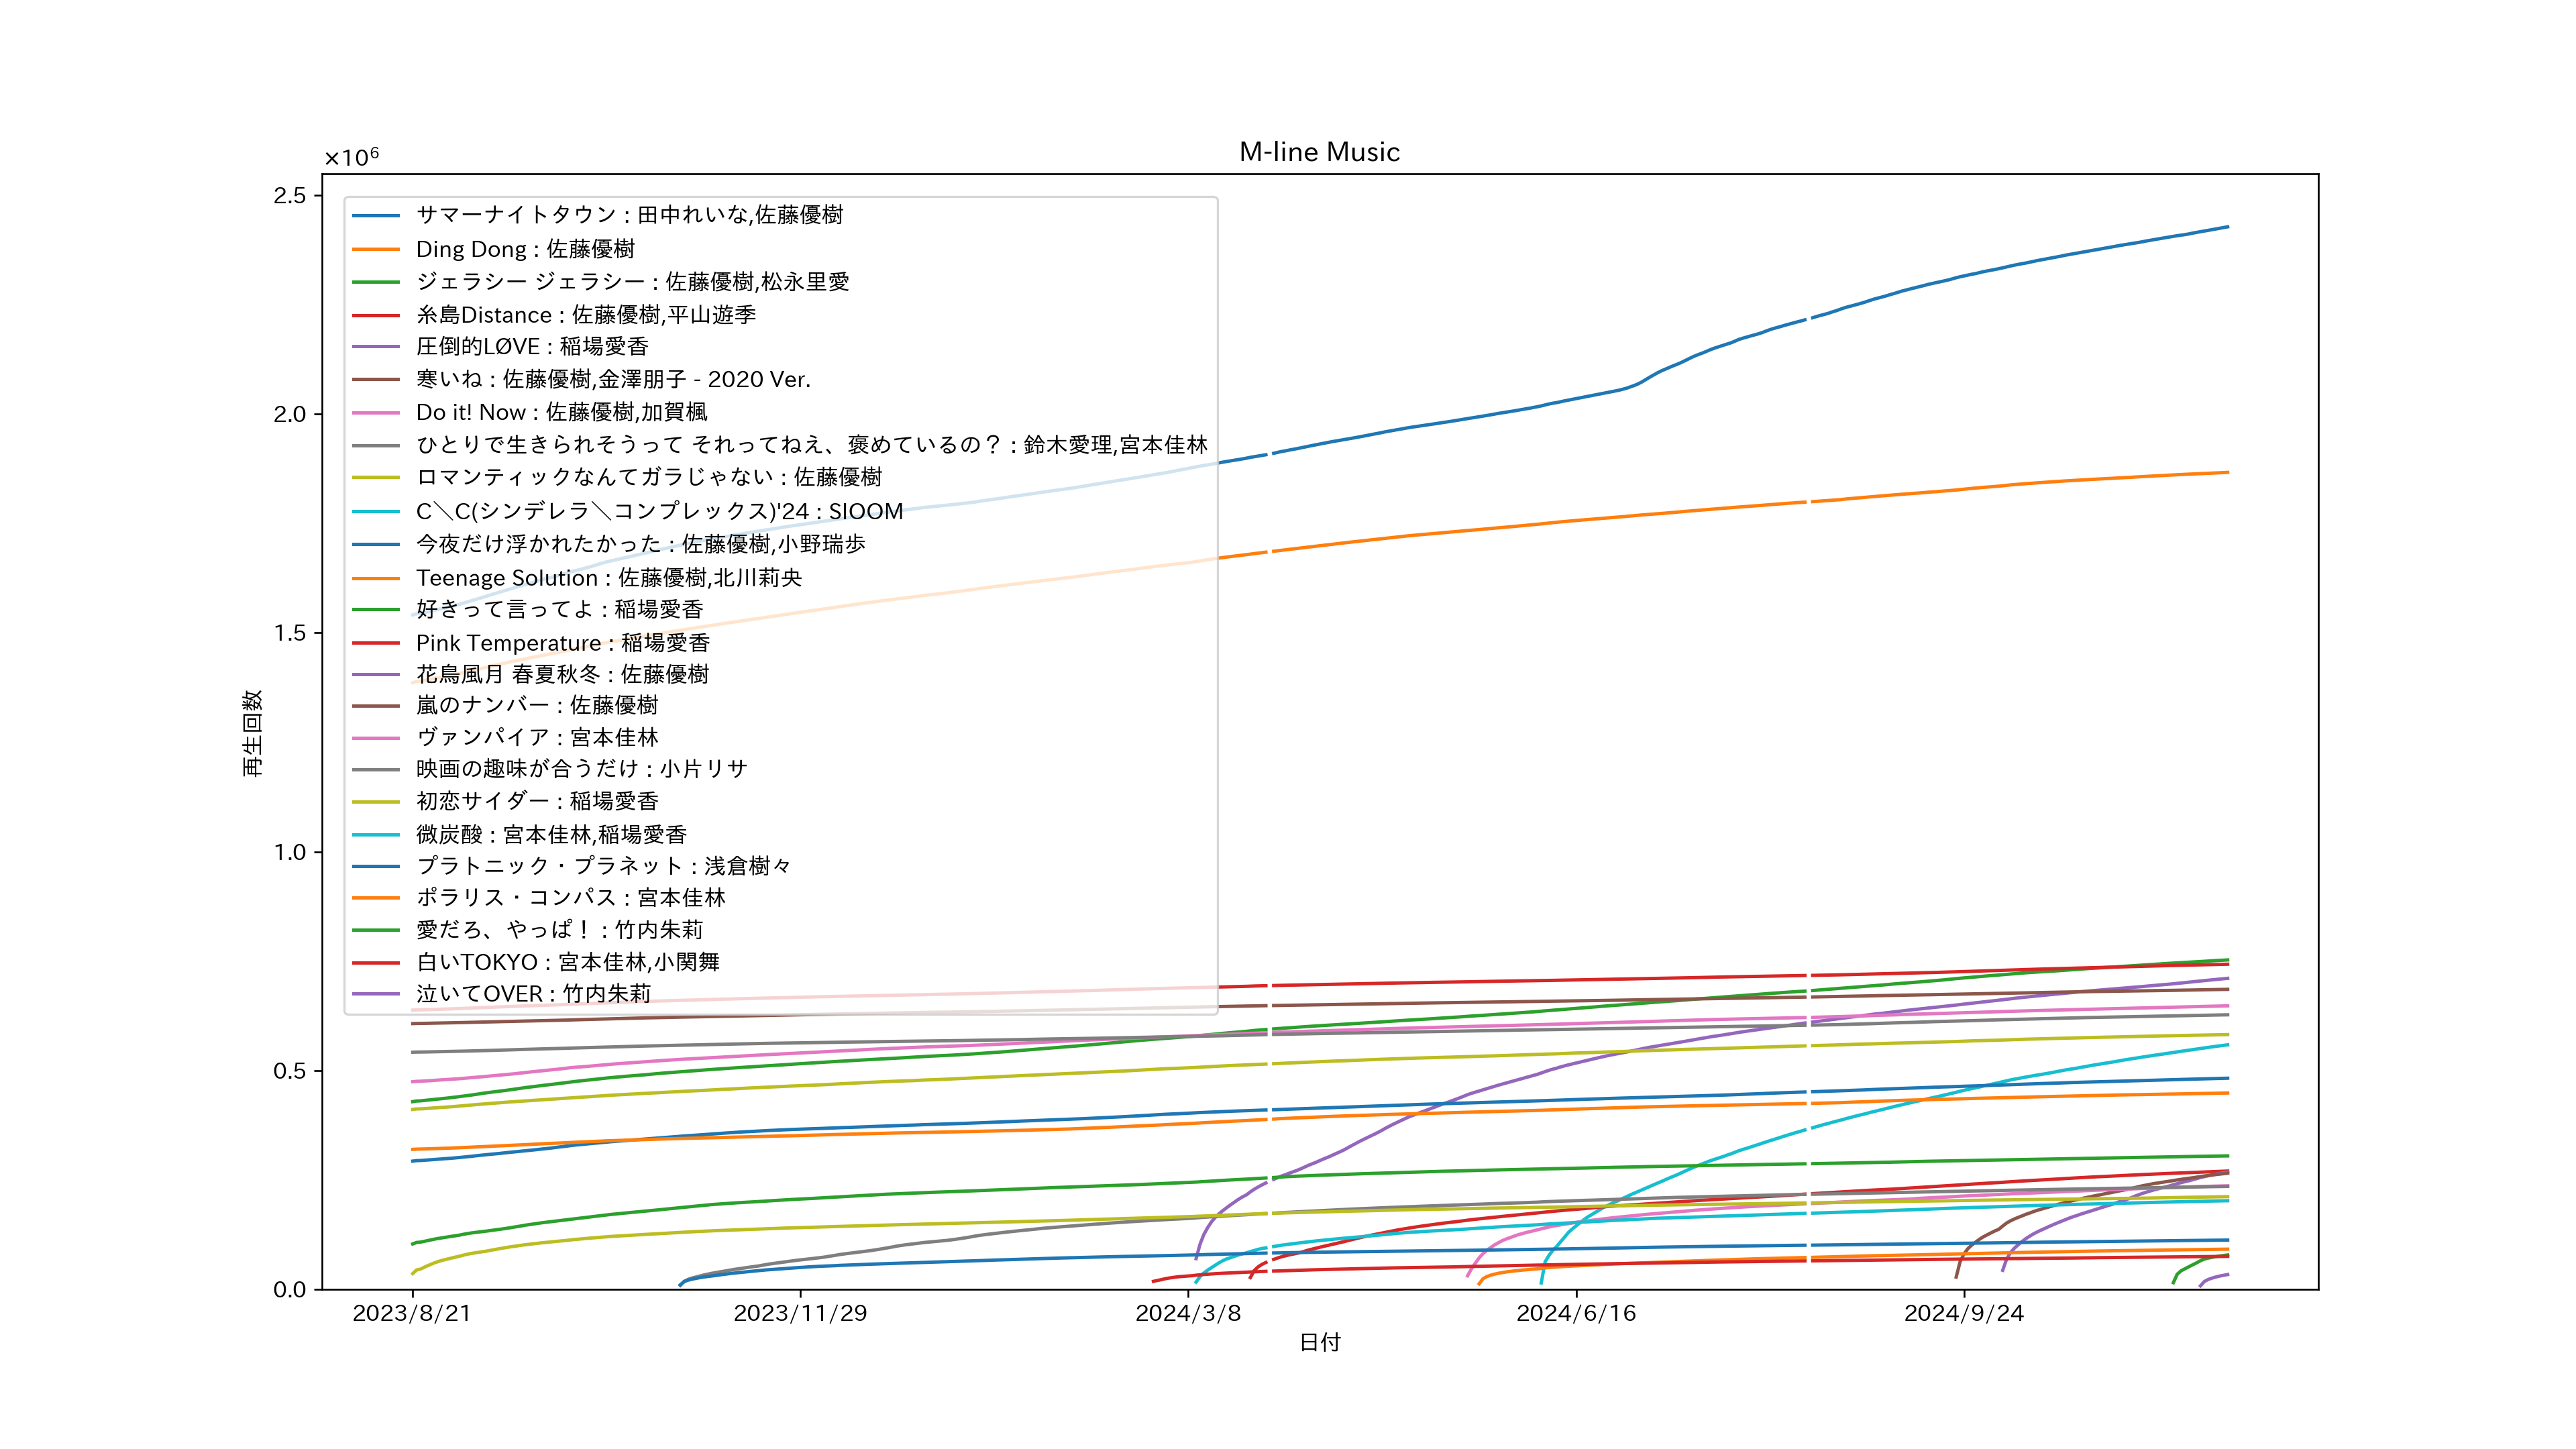 M-line Music
×10⁶
2.5
2.0
1.5
1.0
0.5
0.0
再生回数
サマーナイトタウン : 田中れいな,佐藤優樹
Ding Dong : 佐藤優樹
ジェラシー ジェラシー : 佐藤優樹,松永里愛
糸島Distance : 佐藤優樹,平山遊季
圧倒的LØVE : 稲場愛香
寒いね : 佐藤優樹,金澤朋子 - 2020 Ver.
Do it! Now : 佐藤優樹,加賀楓
ひとりで生きられそうって それってねえ、褒めているの？ : 鈴木愛理,宮本佳林
ロマンティックなんてガラじゃない : 佐藤優樹
C＼C(シンデレラ＼コンプレックス)'24 : SIOOM
今夜だけ浮かれたかった : 佐藤優樹,小野瑞歩
Teenage Solution : 佐藤優樹,北川莉央
好きって言ってよ : 稲場愛香
Pink Temperature : 稲場愛香
花鳥風月 春夏秋冬 : 佐藤優樹
嵐のナンバー : 佐藤優樹
ヴァンパイア : 宮本佳林
映画の趣味が合うだけ : 小片リサ
初恋サイダー : 稲場愛香
微炭酸 : 宮本佳林,稲場愛香
プラトニック・プラネット : 浅倉樹々
ポラリス・コンパス : 宮本佳林
愛だろ、やっぱ！ : 竹内朱莉
白いTOKYO : 宮本佳林,小関舞
泣いてOVER : 竹内朱莉
2023/8/21
2023/11/29
2024/3/8
2024/6/16
2024/9/24
日付